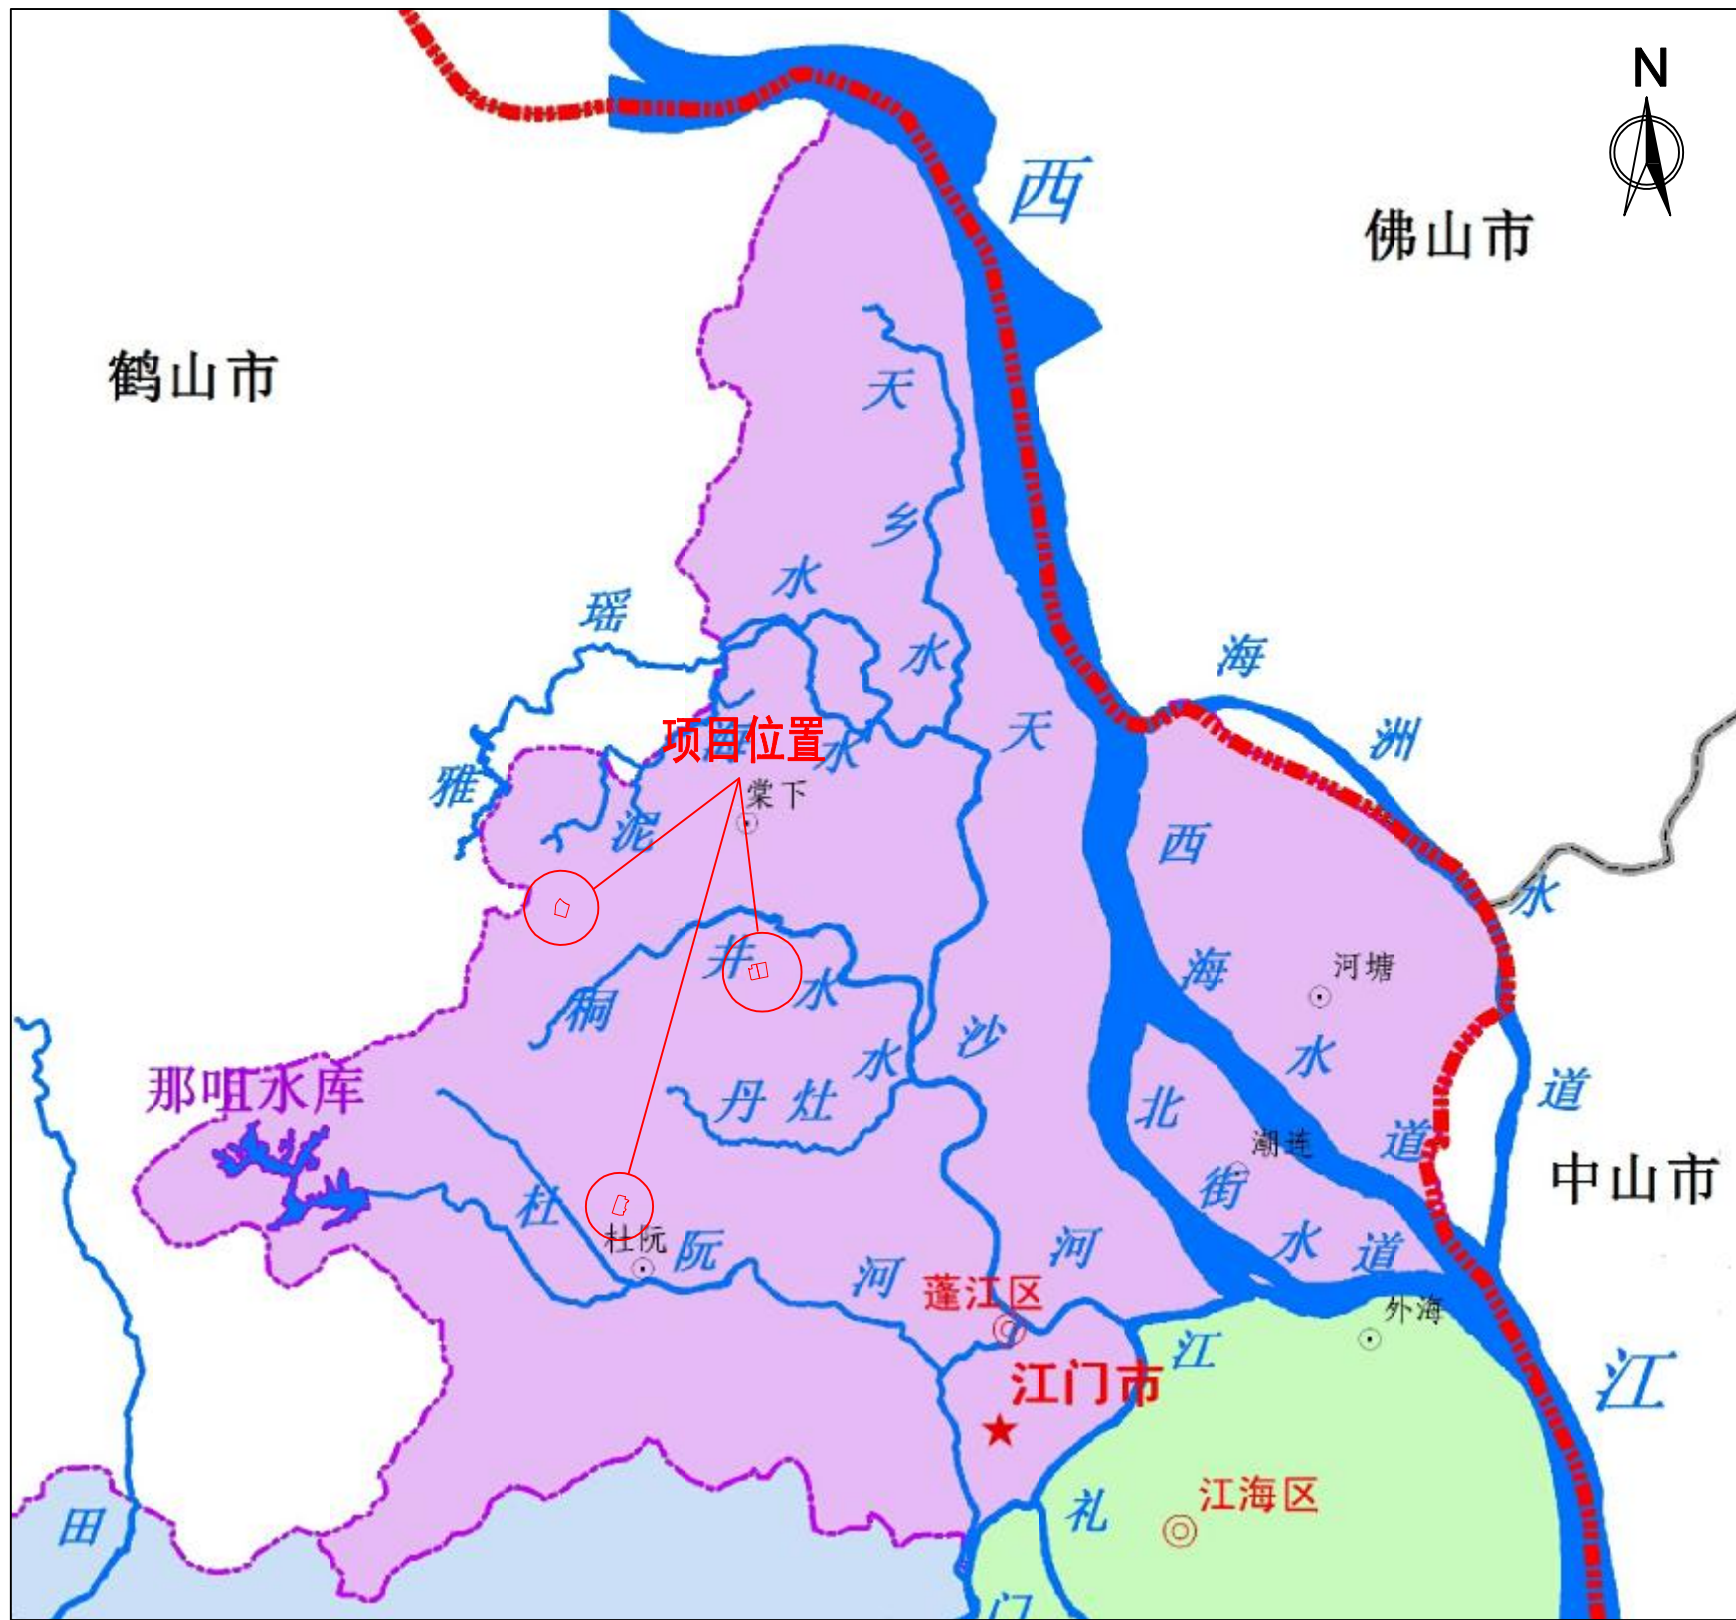 N
西
佛山市
鹤山市
天
乡
水
水
瑶
雅
海
洲
水
道
天
沙
河
项目位置
海
水
泥
棠下
西
海
水
道
河塘
井
桐
水
水
丹灶
那咀水库
北
街
水
道
潮连
中山市
杜
阮
河
杜阮
蓬江区
江门市
外海
江
江
礼
江海区
田
门